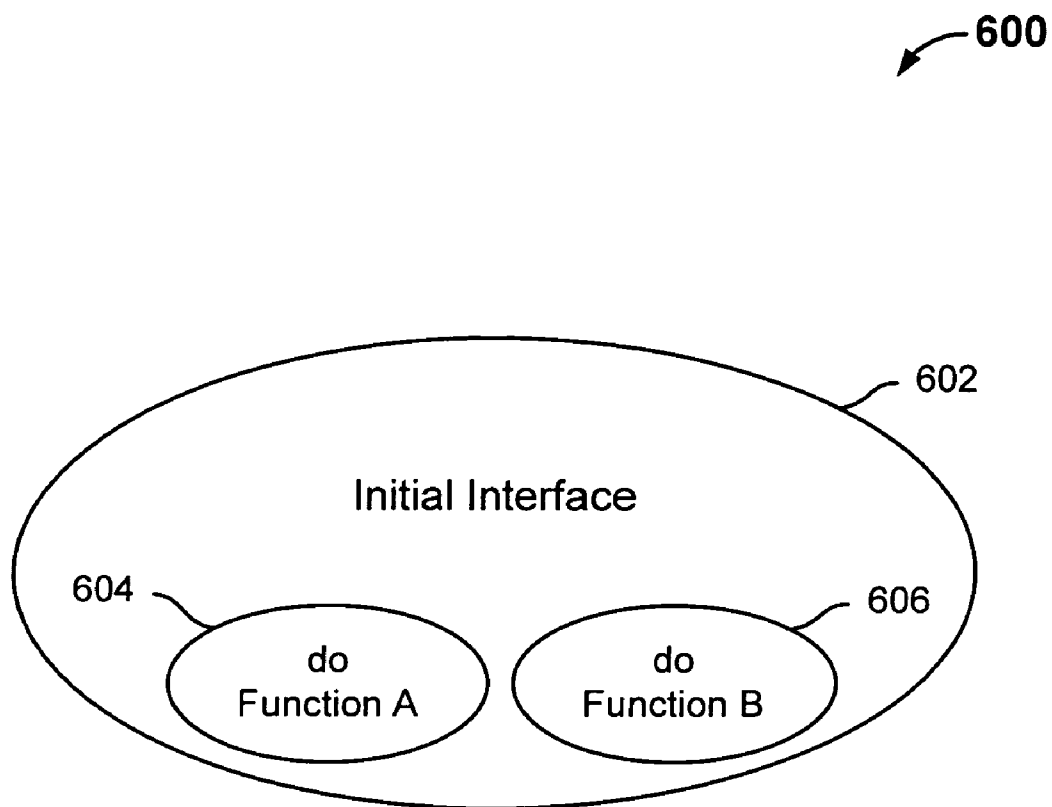 600
602
Initial Interface
604
606
do
Function A
do
Function B